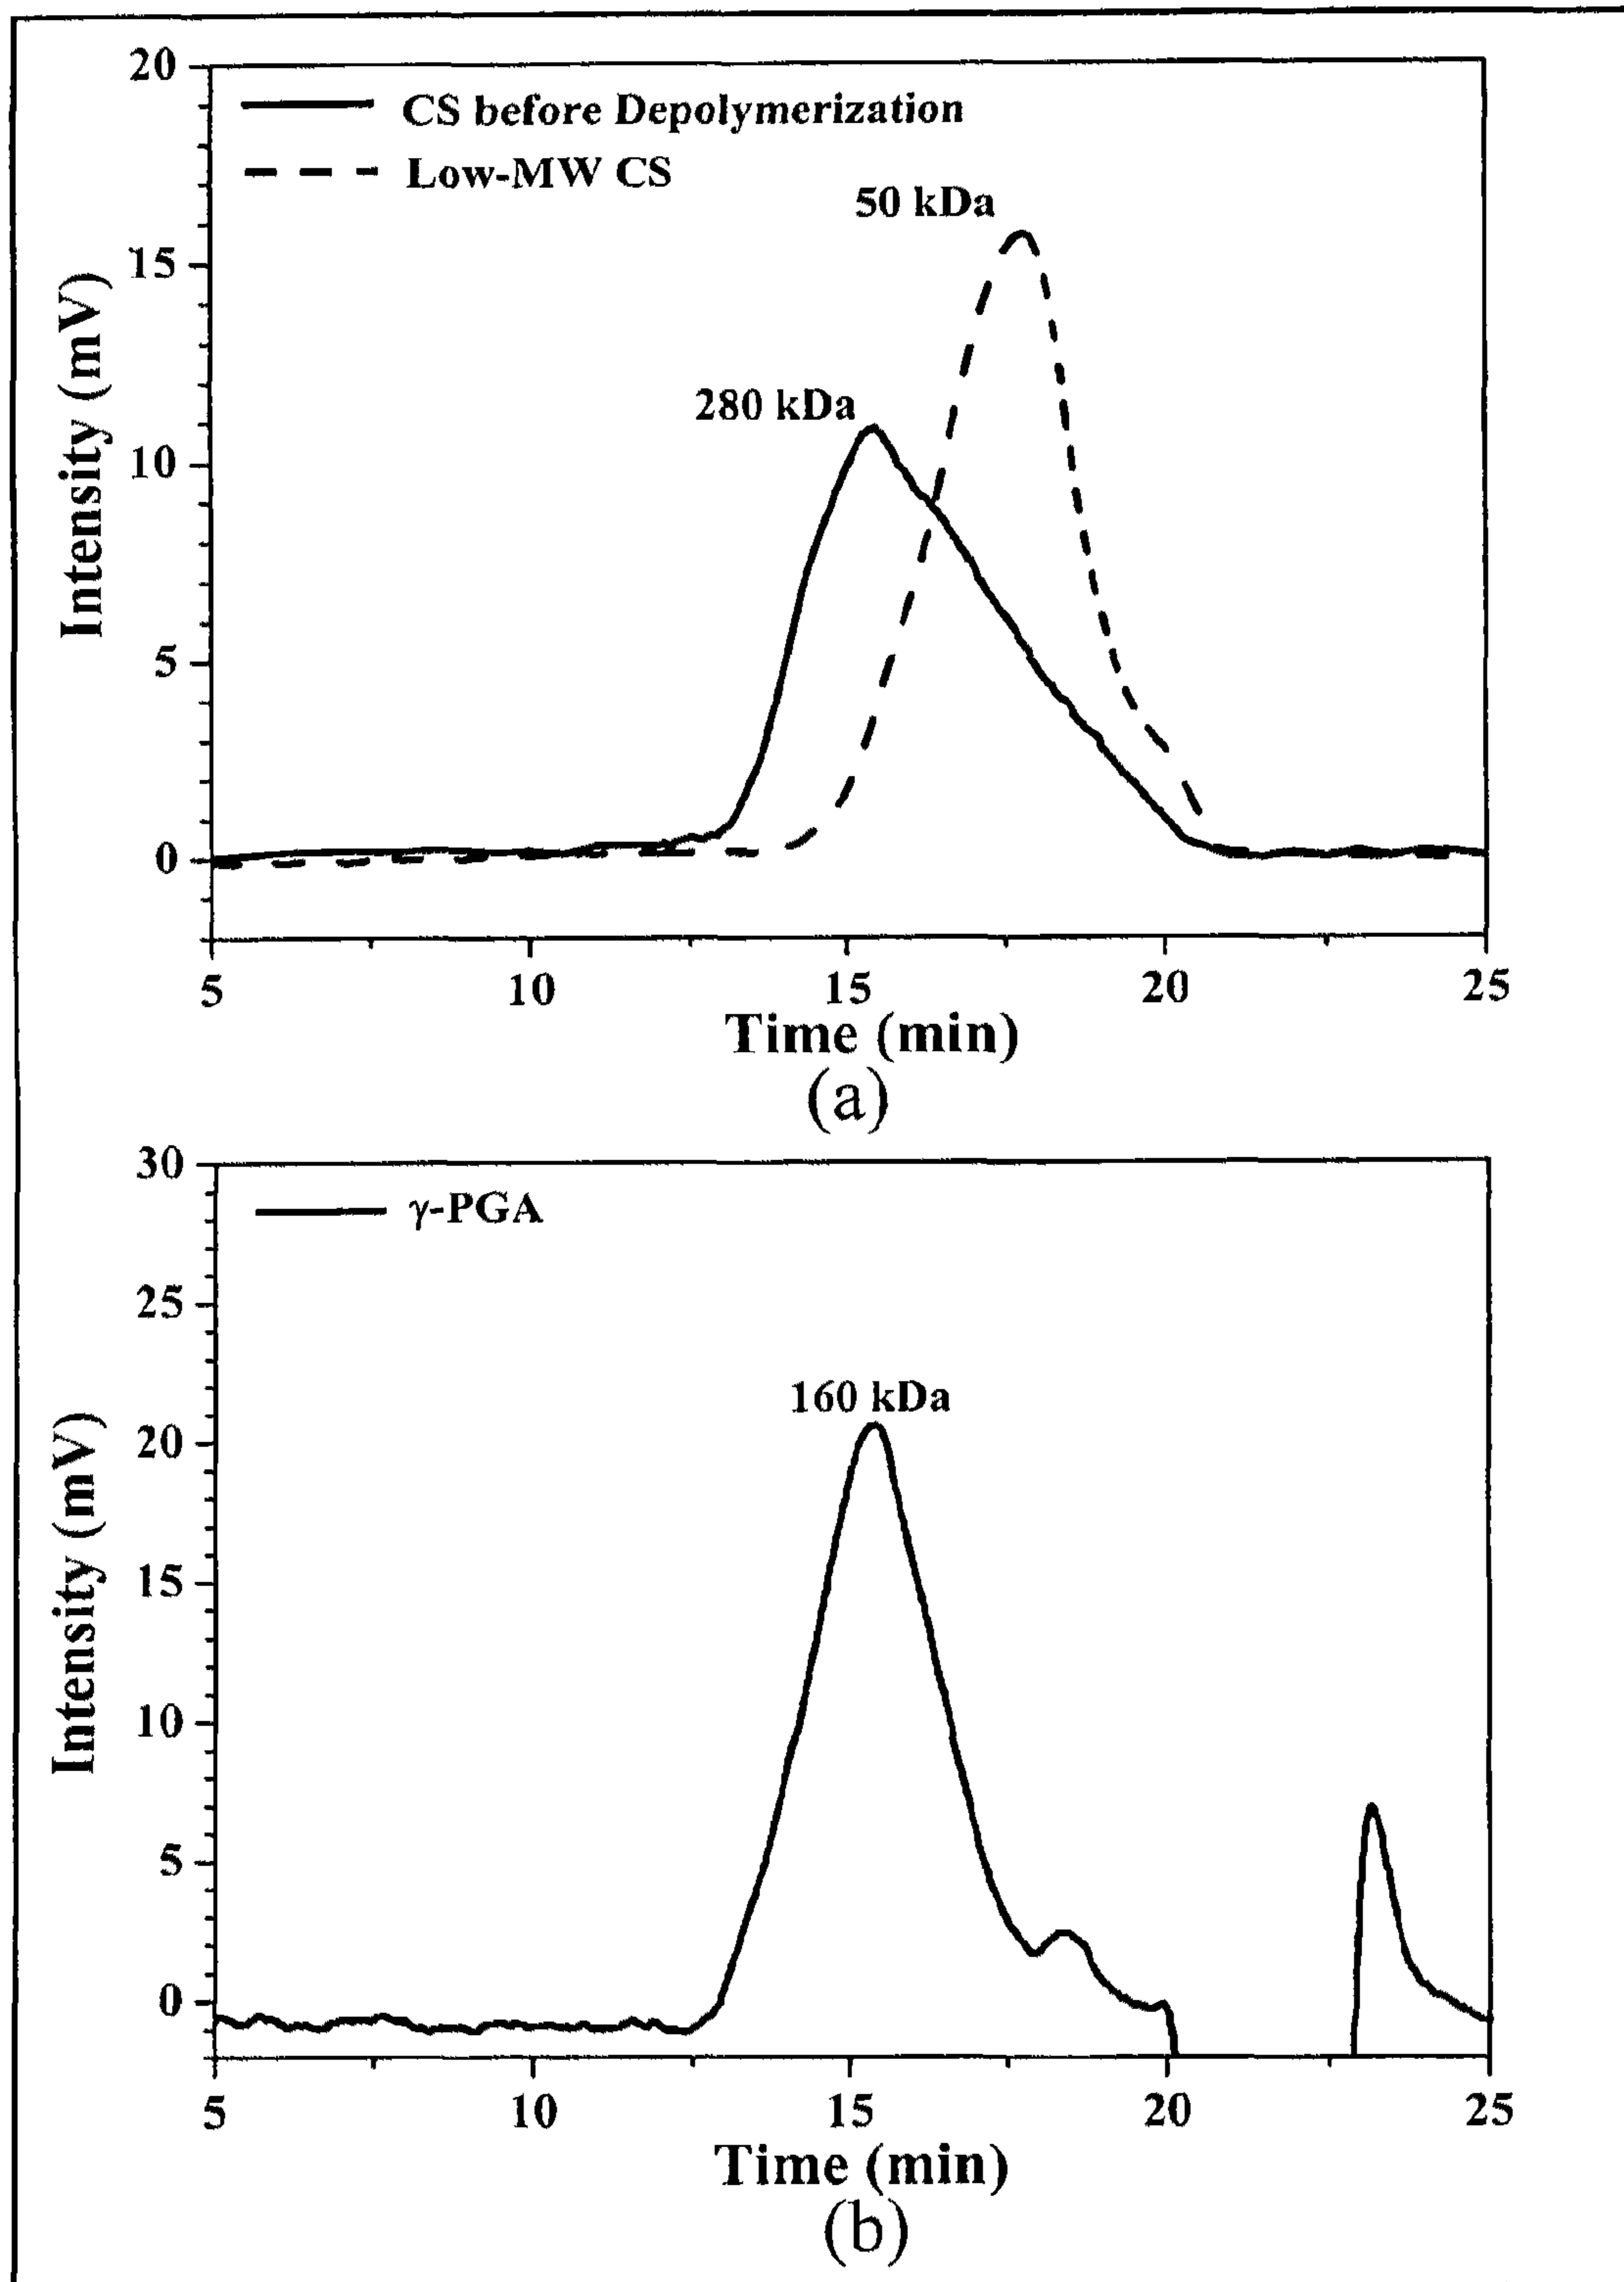 20
CS before Depolymerization
Low-MW CS
50 kDa
15
280 kDa
10
5
0
Intensity (mV)
5 10 15 20 25
Time (min)
(a)
30
γ-PGA
25
160 kDa
20
15
10
5
0
Intensity (mV)
5 10 15 20 25
Time (min)
(b)